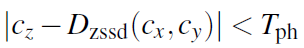 |c_z − D_zssd(c_x, c_y)| < T_ph